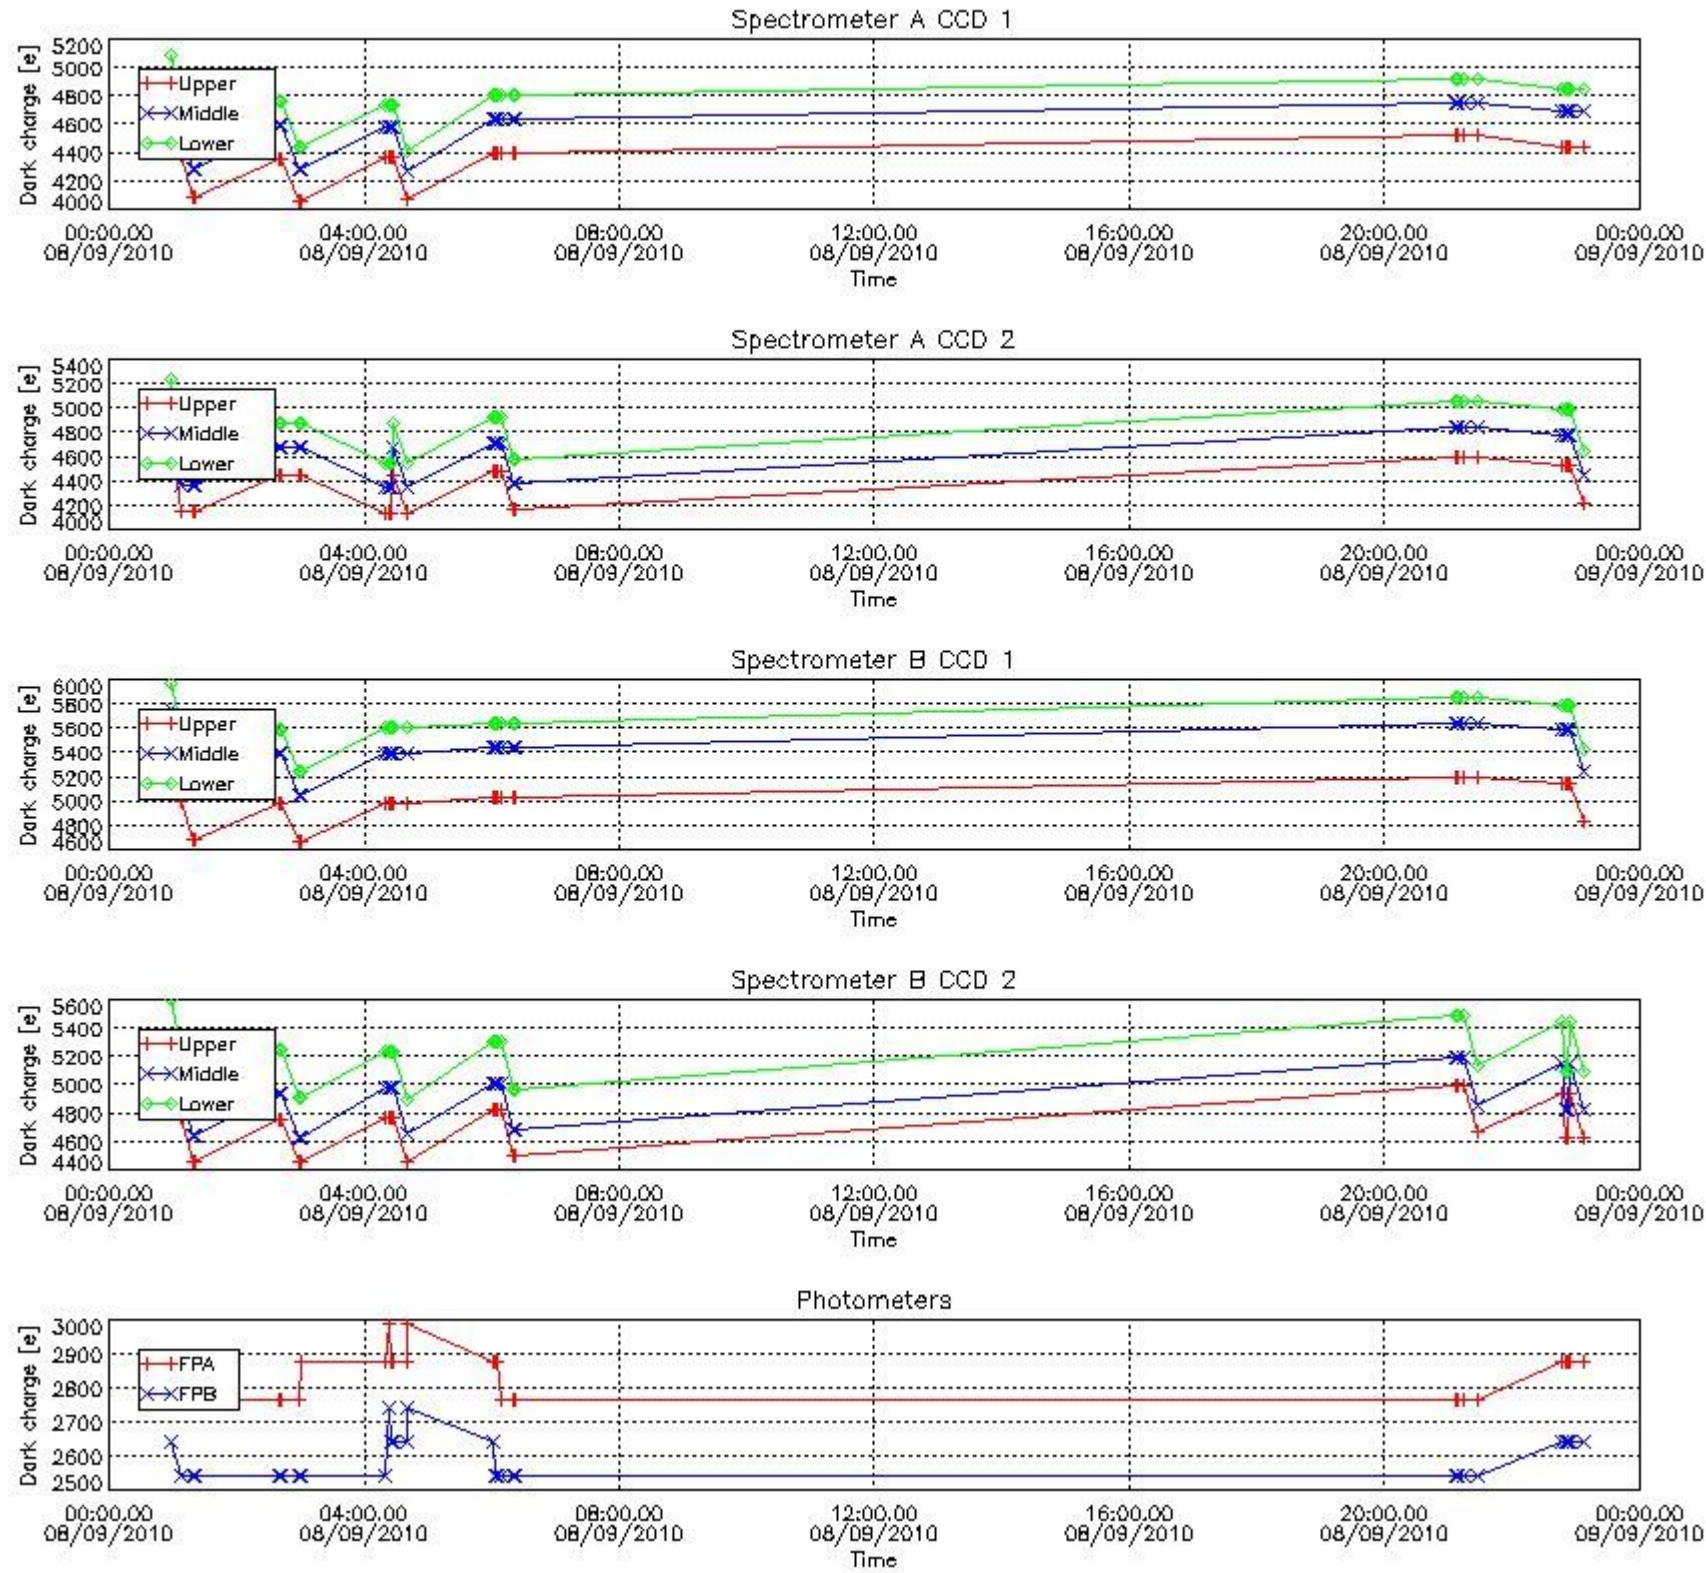 Spectrometer A CCD 1
Dark charge [e]
5200
5000
4800
4600
4400
4200
4000
Upper
Middle
Lower
00:00.00 04:00.00 08:00.00 12:00.00 16:00.00 20:00.00 00:00.00
08/09/2010 08/09/2010 08/09/2010 08/09/2010 08/09/2010 08/09/2010 09/09/2010
Time
Spectrometer A CCD 2
Dark charge [e]
5400
5200
5000
4800
4600
4400
4200
4000
Upper
Middle
Lower
00:00.00 04:00.00 08:00.00 12:00.00 16:00.00 20:00.00 00:00.00
08/09/2010 08/09/2010 08/09/2010 08/09/2010 08/09/2010 08/09/2010 09/09/2010
Time
Spectrometer B CCD 1
Dark charge [e]
6000
5800
5600
5400
5200
5000
4800
4600
Upper
Middle
Lower
00:00.00 04:00.00 08:00.00 12:00.00 16:00.00 20:00.00 00:00.00
08/09/2010 08/09/2010 08/09/2010 08/09/2010 08/09/2010 08/09/2010 09/09/2010
Time
Spectrometer B CCD 2
Dark charge [e]
5600
5400
5200
5000
4800
4600
4400
Upper
Middle
Lower
00:00.00 04:00.00 08:00.00 12:00.00 16:00.00 20:00.00 00:00.00
08/09/2010 08/09/2010 08/09/2010 08/09/2010 08/09/2010 08/09/2010 09/09/2010
Time
Photometers
Dark charge [e]
3000
2900
2800
2700
2600
2500
FPA
FPB
00:00.00 04:00.00 08:00.00 12:00.00 16:00.00 20:00.00 00:00.00
08/09/2010 08/09/2010 08/09/2010 08/09/2010 08/09/2010 08/09/2010 09/09/2010
Time